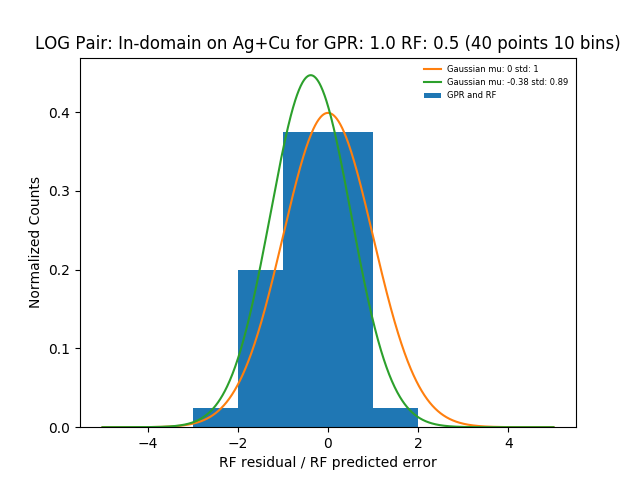 LOG Pair: In-domain on Ag+Cu for GPR: 1.0 RF: 0.5 (40 points 10 bins)
Gaussian mu: 0 std: 1
Gaussian mu: -0.38 std: 0.89
GPR and RF
Normalized Counts
0.4
0.3
0.2
0.1
0.0
−4 −2 0 2 4
RF residual / RF predicted error